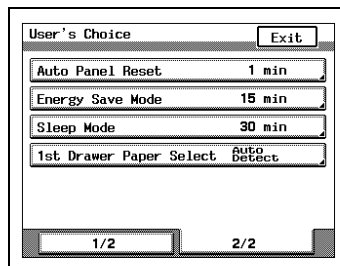 User's Choice
Exit
Auto Panel Reset 1 min
Energy Save Mode 15 min
Sleep Mode 30 min
1st Drawer Paper Select Auto Detect
1/2 2/2